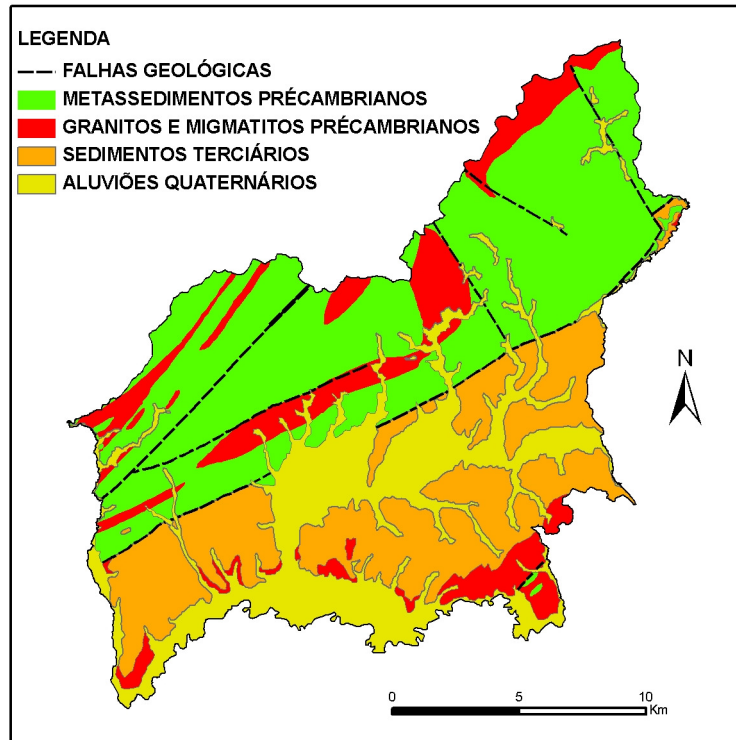 LEGENDA
FALHAS GEOLÓGICAS
METASSEDIMENTOS PRÉCAMBRIANOS
GRANITOS E MIGMATITOS PRÉCAMBRIANOS
SEDIMENTOS TERCIÁRIOS
ALUVIÕES QUATERNÁRIOS
N
0 5 10
Km